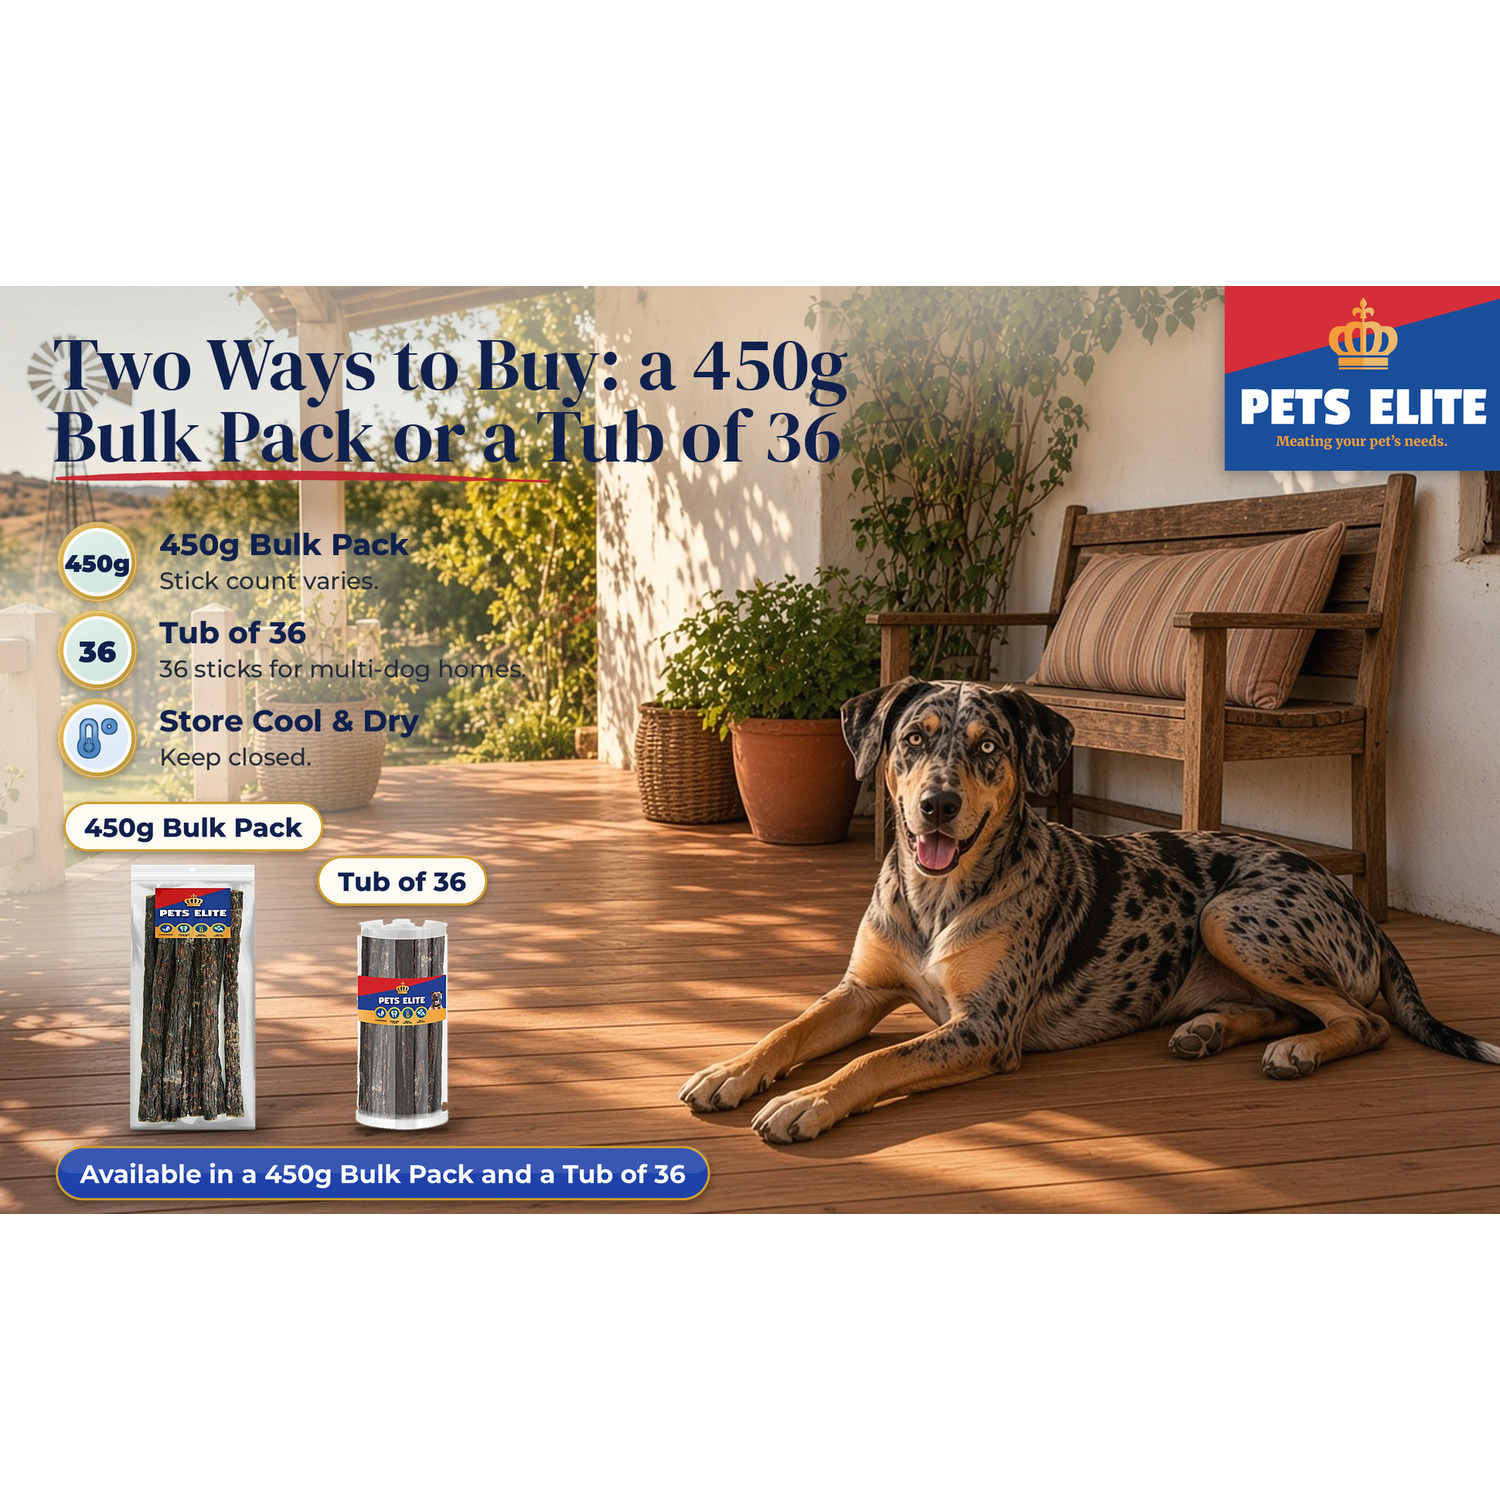 Two Ways to Buy: a 450g
Bulk Pack or a Tub of 36
PETS ELITE
Meating your pet's needs.
450g
450g Bulk Pack
Stick count varies.
36
Tub of 36
36 sticks for multi-dog homes.
Store Cool & Dry
Keep closed.
450g Bulk Pack
Tub of 36
PETS ELITE
PETS ELITE
Available in a 450g Bulk Pack and a Tub of 36